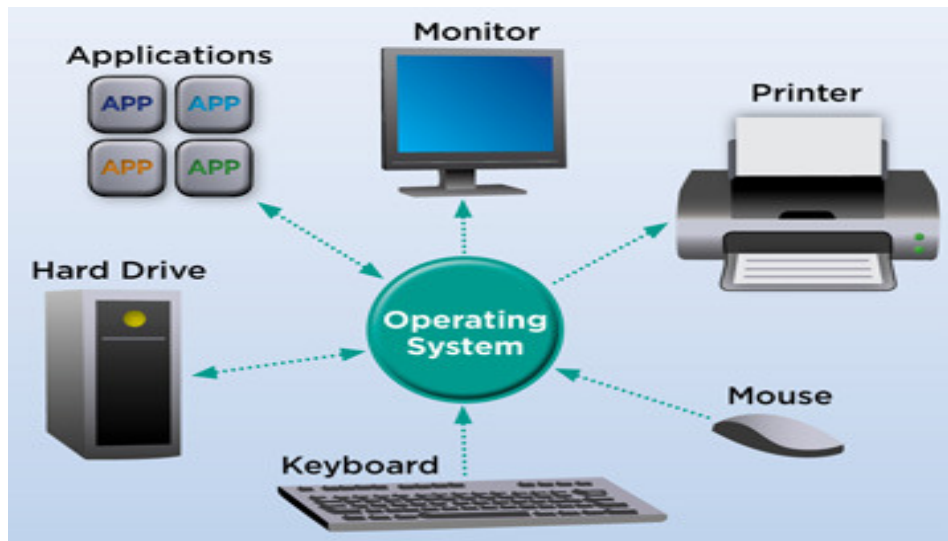 Monitor
Applications
APP APP
APP APP
Printer
Hard Drive
Operating
System
Mouse
Keyboard